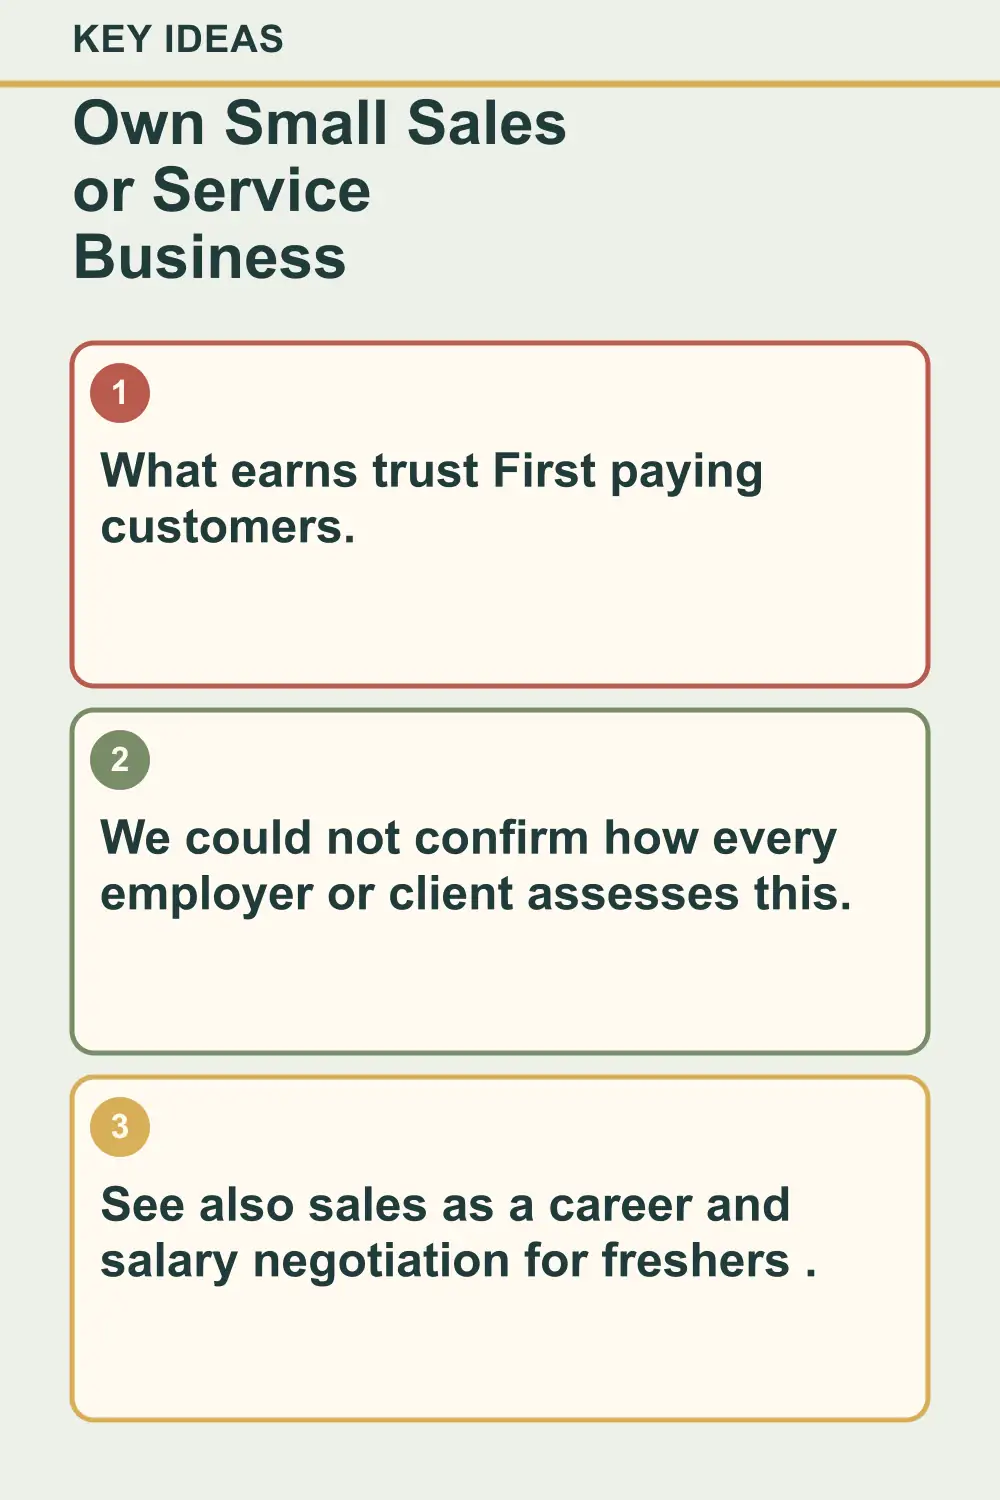 KEY IDEAS
Own Small Sales
or Service
Business
1
What earns trust First paying
customers.
2
We could not confirm how every
employer or client assesses this.
3
See also sales as a career and
salary negotiation for freshers .